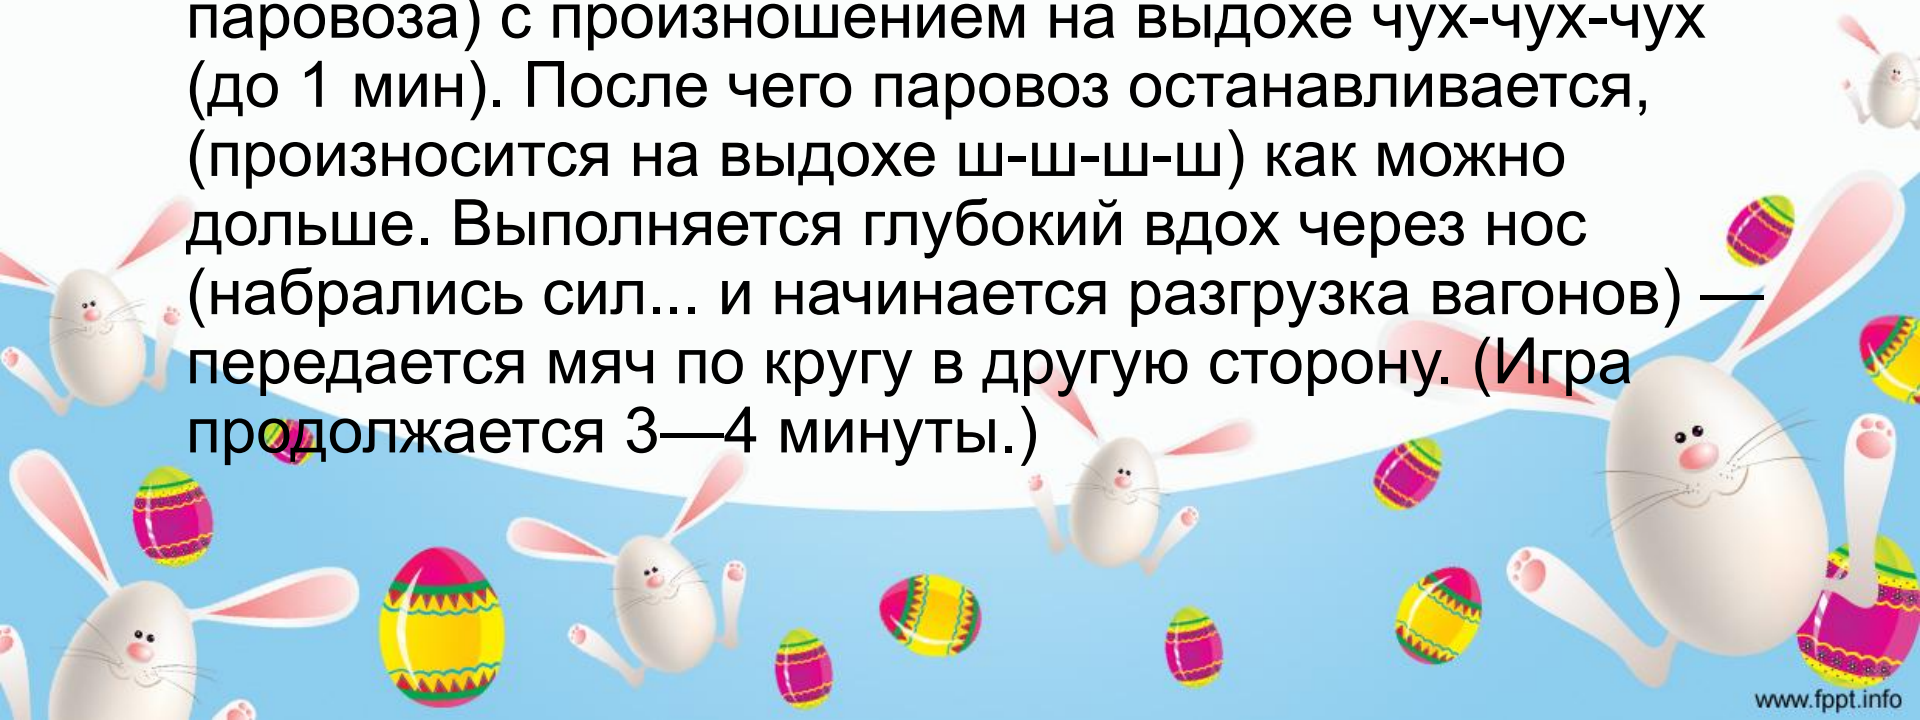 паровоза) с произношением на выдохе чух-чух-чух
(до 1 мин). После чего паровоз останавливается,
(произносится на выдохе ш-ш-ш-ш) как можно
дольше. Выполняется глубокий вдох через нос
(набрались сил... и начинается разгрузка вагонов) —
передается мяч по кругу в другую сторону. (Игра
продолжается 3—4 минуты.)
www.fppt.info